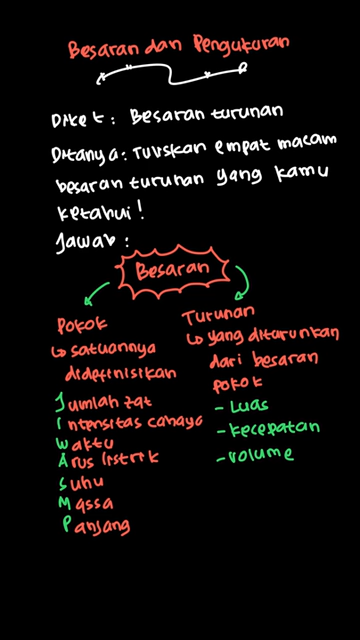 Besaran dan Pengukuran
Diket : Besaran turunan
Ditanya : Tuliskan empat macam
besaran turunan yang kamu
ketahui!
Jawab :
Besaran
Pokok
↳ satuannya
didefinisikan
Jumlah zat
Intensitas cahaya
Waktu
Arus listrik
Suhu
Massa
Panjang
Turunan
↳ yang diturunkan
dari besaran
pokok
- Luas
- kecepatan
- volume